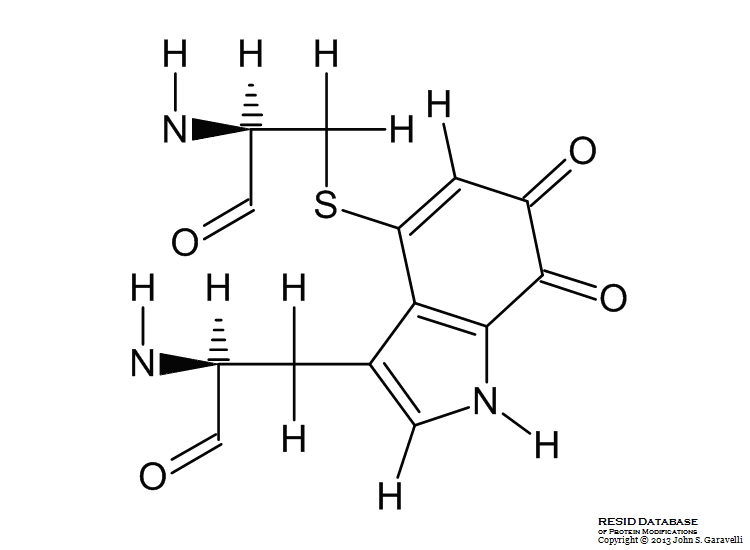 H H H
H
N H
O
S
O
H H H
O
N
N
H
H
O
H
RESID DATABASE
OF PROTEIN MODIFICATIONS
Copyright © 2013 John S. Garavelli